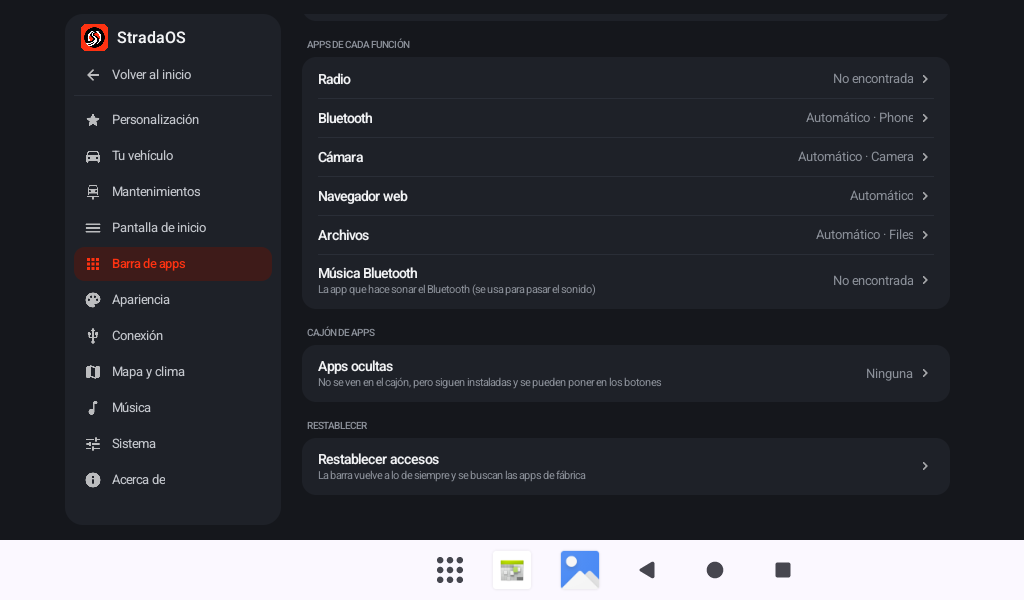 StradaOS
Volver al inicio
Personalización
Tu vehículo
Mantenimientos
Pantalla de inicio
Barra de apps
Apariencia
Conexión
Mapa y clima
Música
Sistema
Acerca de
APPS DE CADA FUNCIÓN
Radio No encontrada
Bluetooth Automático · Phone
Cámara Automático · Camera
Navegador web Automático
Archivos Automático · Files
Música Bluetooth No encontrada
La app que hace sonar el Bluetooth (se usa para pasar el sonido)
CAJÓN DE APPS
Apps ocultas Ninguna
No se ven en el cajón, pero siguen instaladas y se pueden poner en los botones
RESTABLECER
Restablecer accesos
La barra vuelve a lo de siempre y se buscan las apps de fábrica